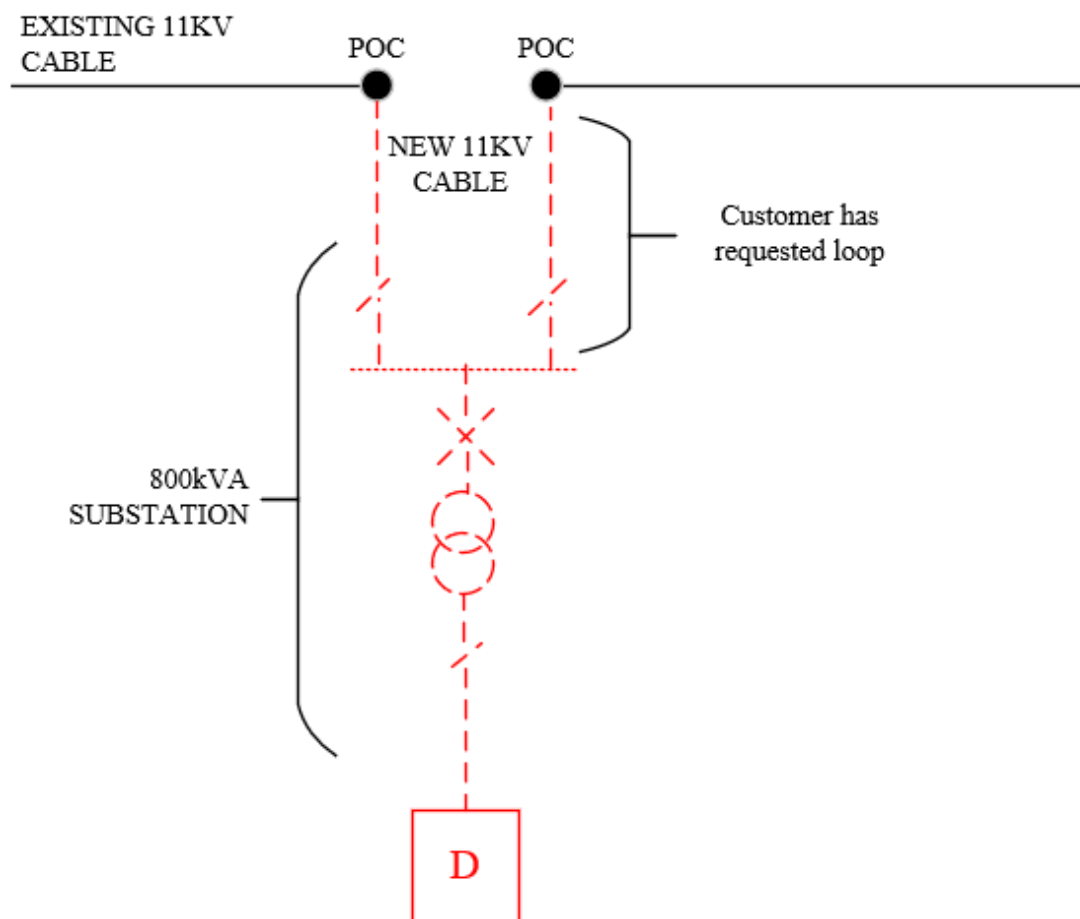 EXISTING 11KV
CABLE
POC
POC
NEW 11KV
CABLE
Customer has
requested loop
800kVA
SUBSTATION
D